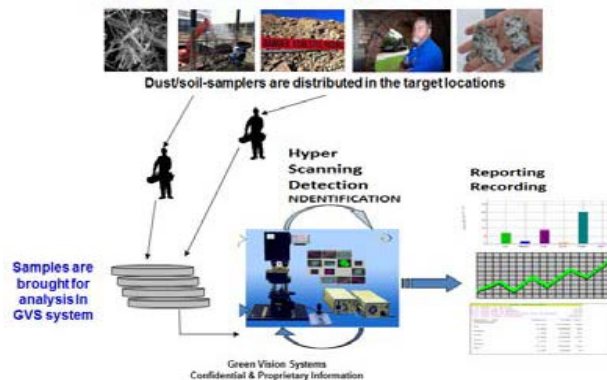 Dust/soil-samplers are distributed in the target locations
Hyper
Scanning
Detection
NDENTIFICATION
Reporting
Recording
Samples are
brought for
analysis in
GVS system
Green Vision Systems
Confidential & Proprietary Information